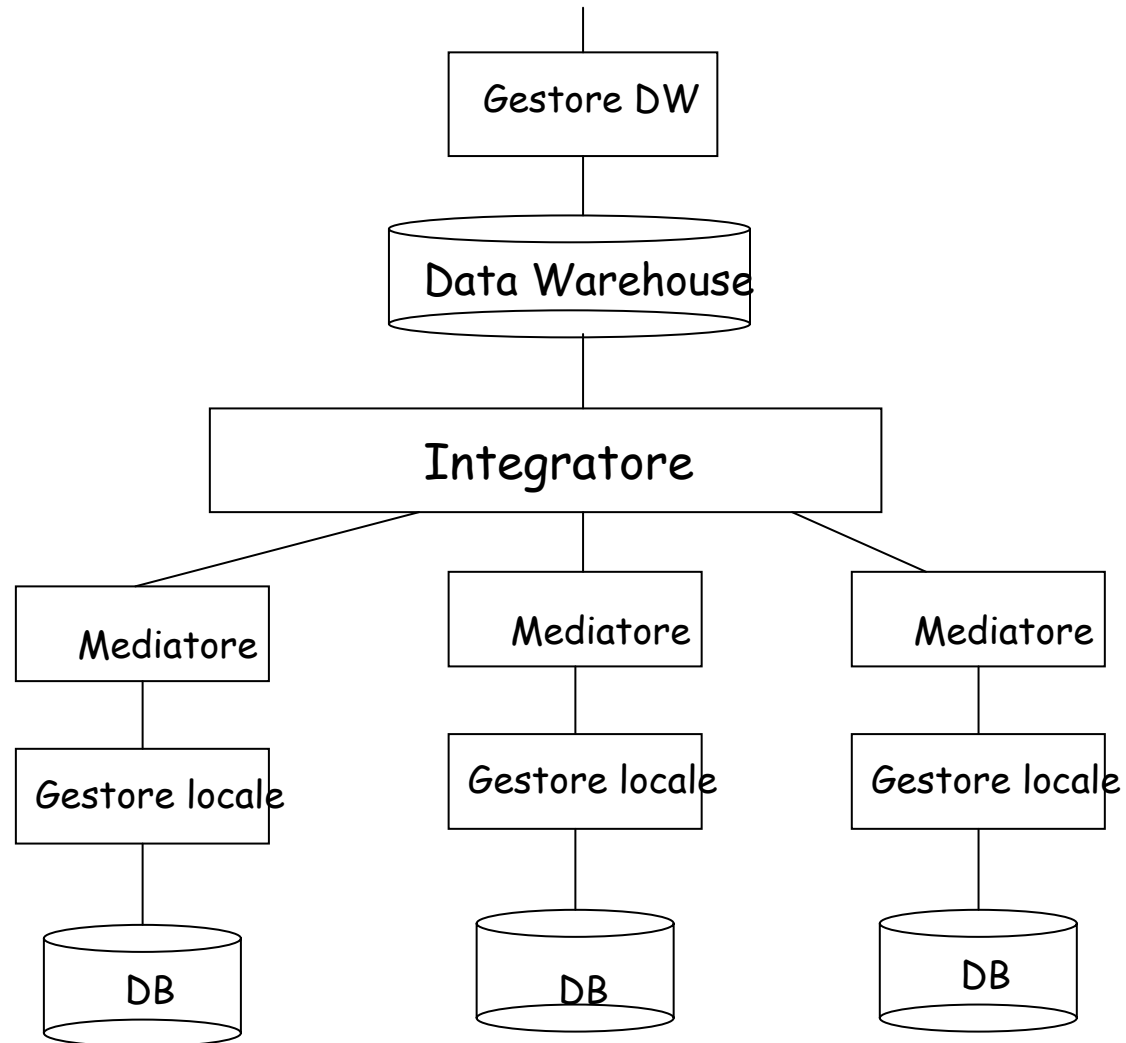 Gestore DW
Data Warehouse
Integratore
Mediatore
Mediatore
Mediatore
Gestore locale
Gestore locale
Gestore locale
DB
DB
DB